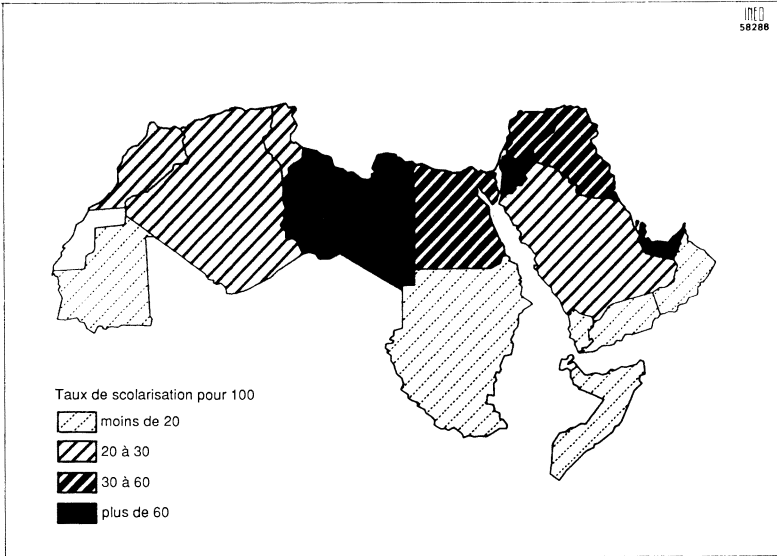 INED
58288
Taux de scolarisation pour 100
moins de 20
20 à 30
30 à 60
plus de 60